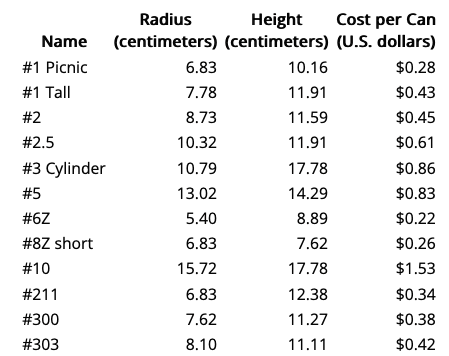 Radius Height Cost per Can
Name (centimeters) (centimeters) (U.S. dollars)
#1 Picnic 6.83 10.16 $0.28
#1 Tall 7.78 11.91 $0.43
#2 8.73 11.59 $0.45
#2.5 10.32 11.91 $0.61
#3 Cylinder 10.79 17.78 $0.86
#5 13.02 14.29 $0.83
#6Z 5.40 8.89 $0.22
#8Z short 6.83 7.62 $0.26
#10 15.72 17.78 $1.53
#211 6.83 12.38 $0.34
#300 7.62 11.27 $0.38
#303 8.10 11.11 $0.42